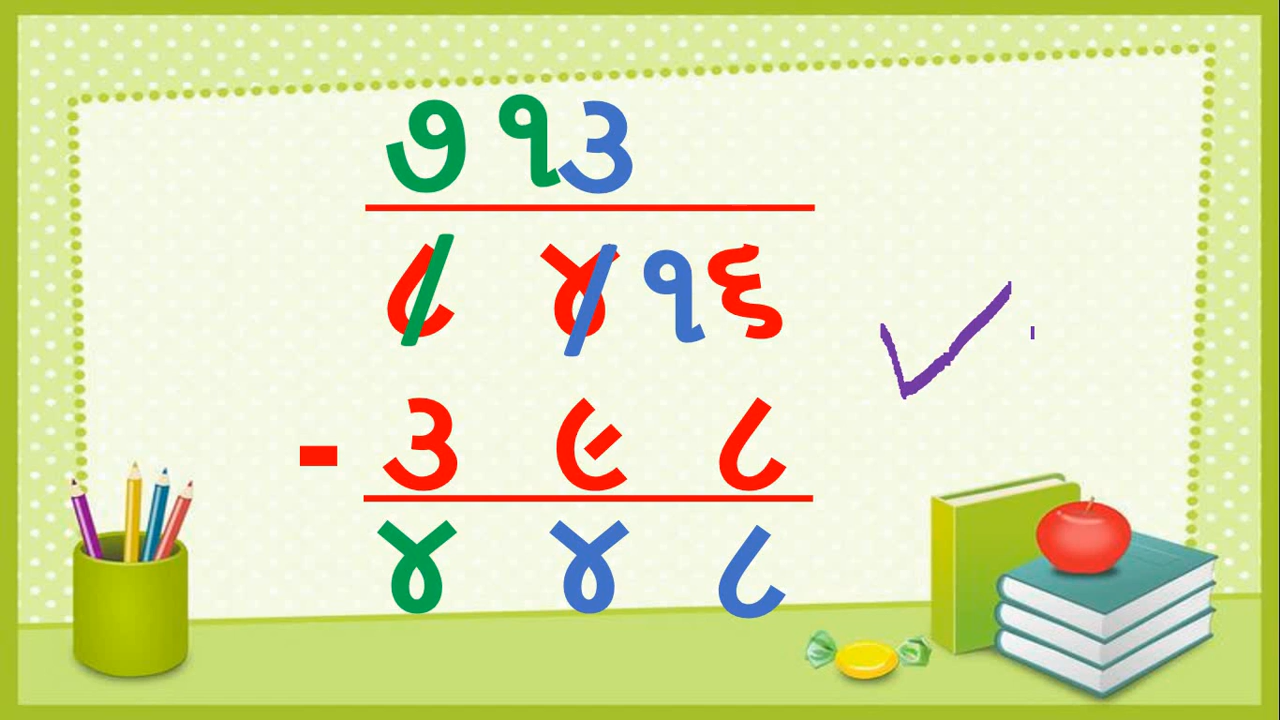 ૭ ૧૩
૮ ૪ ૧૬
- ૩ ૯ ૮
૪ ૪ ૮